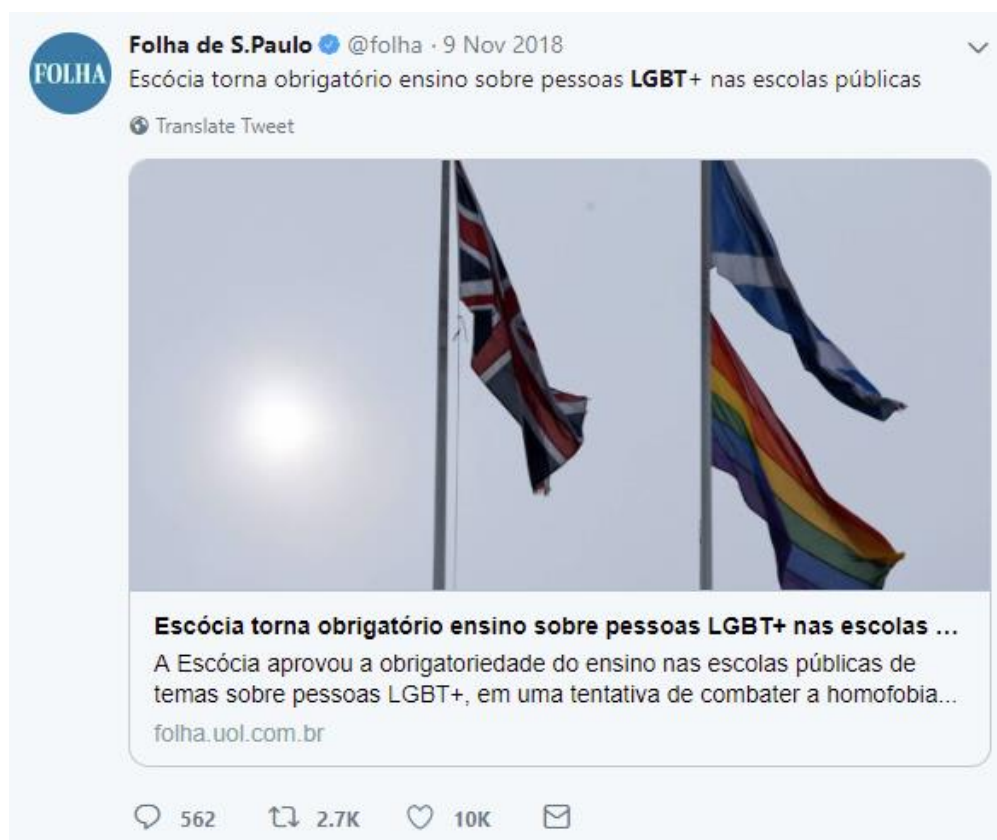 Folha de S.Paulo @folha · 9 Nov 2018
FOLHA
Escócia torna obrigatório ensino sobre pessoas LGBT+ nas escolas públicas
Translate Tweet
Escócia torna obrigatório ensino sobre pessoas LGBT+ nas escolas ...
A Escócia aprovou a obrigatoriedade do ensino nas escolas públicas de
temas sobre pessoas LGBT+, em uma tentativa de combater a homofobia...
folha.uol.com.br
562 2.7K 10K